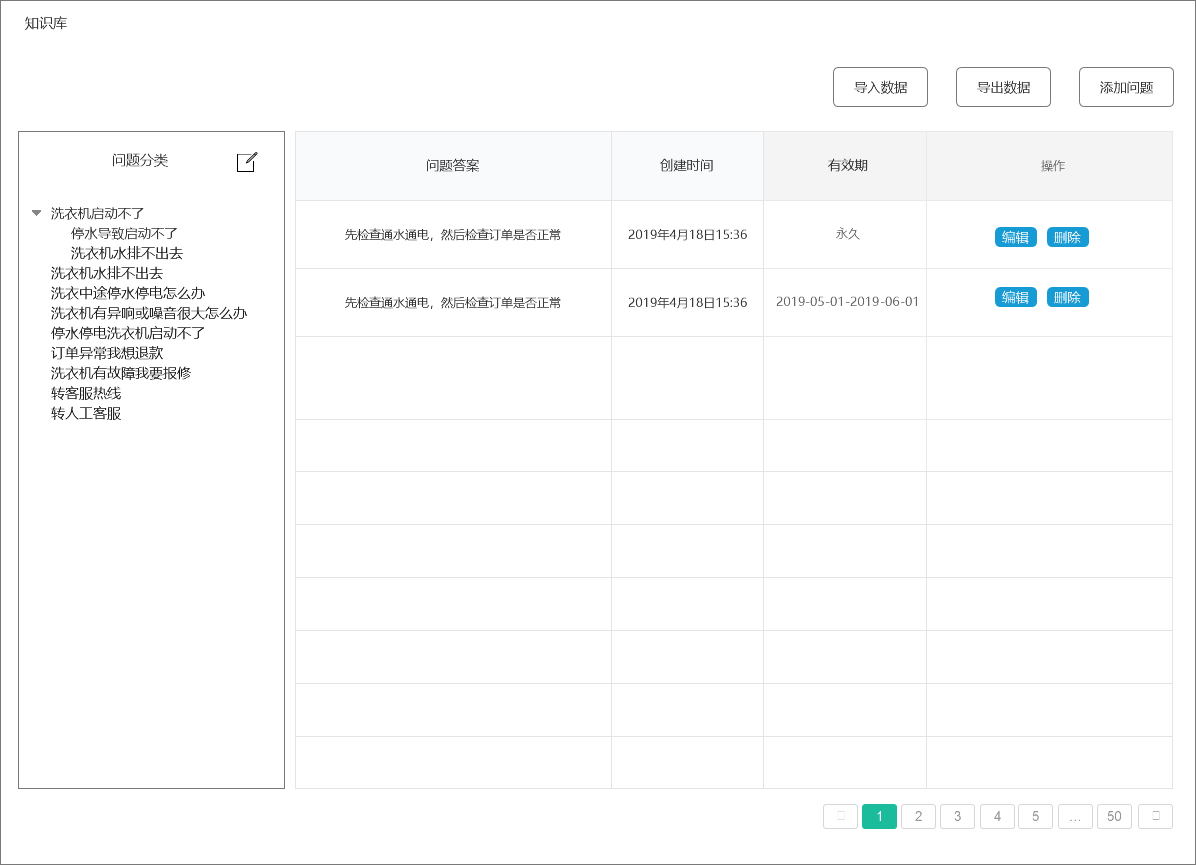 知识库
导入数据 导出数据 添加问题
问题分类
洗衣机启动不了
停水导致启动不了
洗衣机水排不出去
洗衣机水排不出去
洗衣中途停水停电怎么办
洗衣机有异响或噪音很大怎么办
停水停电洗衣机启动不了
订单异常我想退款
洗衣机有故障我要报修
转客服热线
转人工客服
问题答案 创建时间 有效期 操作
先检查通水通电，然后检查订单是否正常 2019年4月18日15:36 永久 编辑 删除
先检查通水通电，然后检查订单是否正常 2019年4月18日15:36 2019-05-01-2019-06-01 编辑 删除
1 2 3 4 5 ... 50